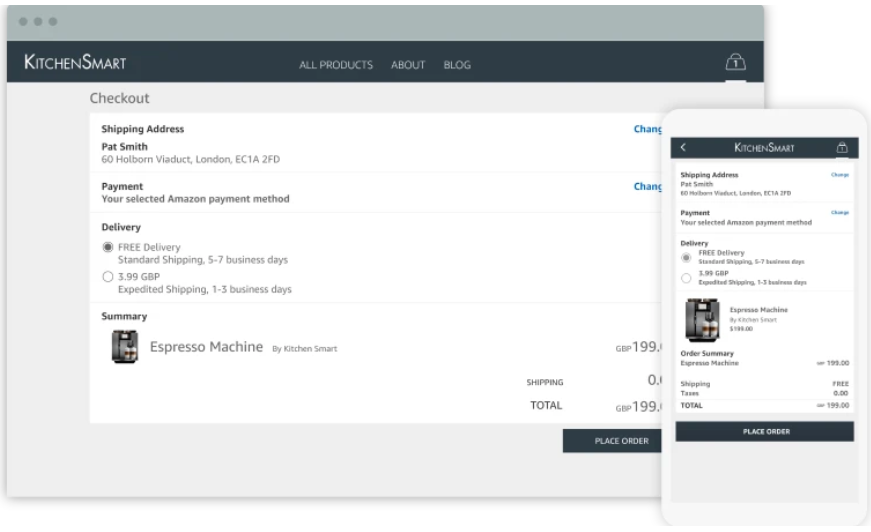 KITCHENSMART
ALL PRODUCTS ABOUT BLOG
1
Checkout
Shipping Address
Chang
Pat Smith
60 Holborn Viaduct, London, EC1A 2FD
Payment
Chang
Your selected Amazon payment method
Delivery
FREE Delivery
Standard Shipping, 5-7 business days
3.99 GBP
Expedited Shipping, 1-3 business days
Summary
Espresso Machine By Kitchen Smart GBP199.
SHIPPING 0.
TOTAL GBP199.
PLACE ORDER
KITCHENSMART
1
Shipping Address Change
Pat Smith
60 Holborn Viaduct, London, EC1A 2FD
Payment Change
Your selected Amazon payment method
Delivery
FREE Delivery
Standard Shipping, 5-7 business days
3.99 GBP
Expedited Shipping, 1-3 business days
Espresso Machine
By Kitchen Smart
$199.00
Order Summary
Espresso Machine GBP 199.00
Shipping FREE
Taxes 0.00
TOTAL GBP 199.00
PLACE ORDER